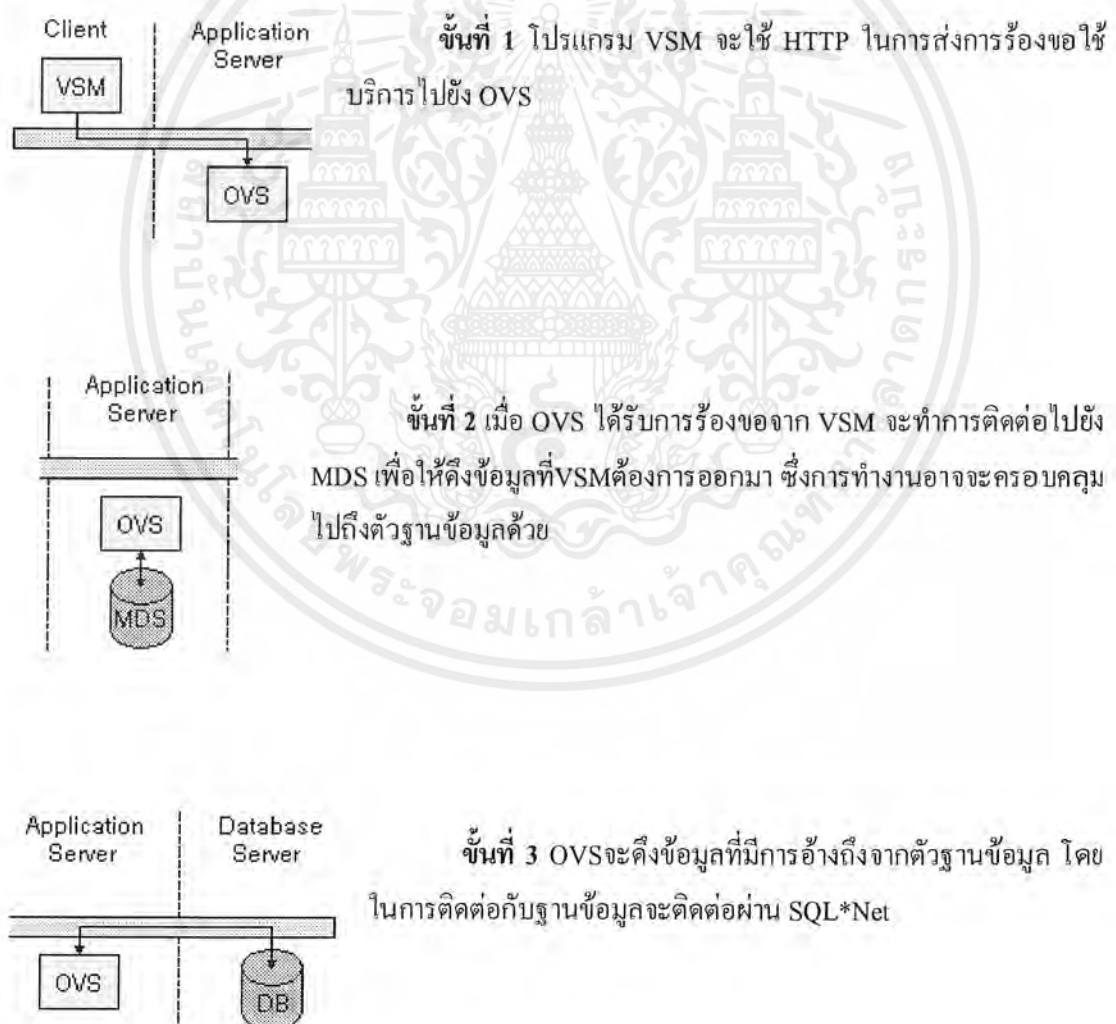 Client
Application
Server
VSM
OVS
ขั้นที่ 1 โปรแกรม VSM จะใช้ HTTP ในการส่งการร้องขอใช้
บริการไปยัง OVS
Application
Server
OVS
MDS
ขั้นที่ 2 เมื่อ OVS ได้รับการร้องขอจาก VSM จะทำการติดต่อไปยัง
MDS เพื่อให้ดึงข้อมูลที่VSMต้องการออกมา ซึ่งการทำงานอาจจะครอบคลุม
ไปถึงตัวฐานข้อมูลด้วย
Application
Server
Database
Server
OVS
DB
ขั้นที่ 3 OVSจะดึงข้อมูลที่มีการอ้างถึงจากตัวฐานข้อมูล โดย
ในการติดต่อกับฐานข้อมูลจะติดต่อผ่าน SQL*Net